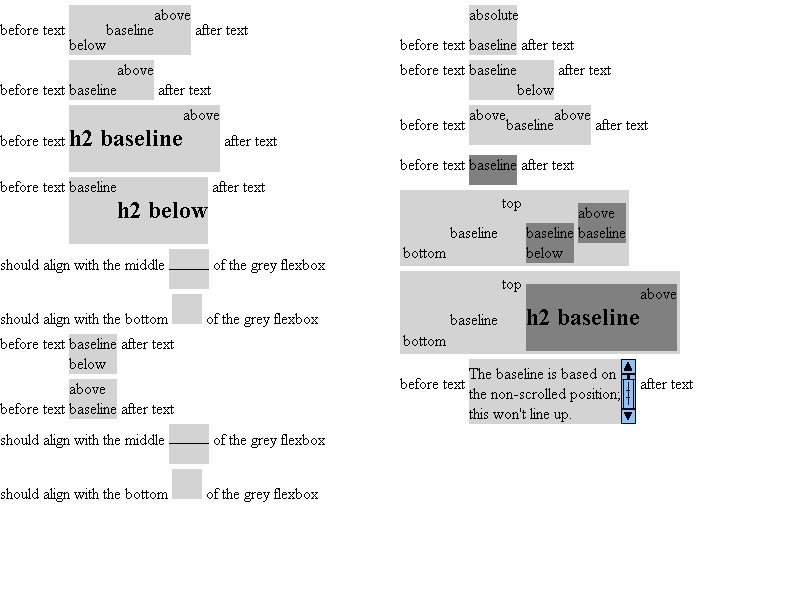 above
before text baseline after text
below
above
before text baseline after text
above
before text h2 baseline after text
before text baseline after text
h2 below
should align with the middle of the grey flexbox
should align with the bottom of the grey flexbox
before text baseline after text
below
above
before text baseline after text
should align with the middle of the grey flexbox
should align with the bottom of the grey flexbox
absolute
before text baseline after text
before text baseline after text
below
above above
before text baseline after text
before text baseline after text
top
above
baseline baseline baseline
bottom below
top
above
baseline h2 baseline
bottom
The baseline is based on
before text the non-scrolled position; after text
this won't line up.